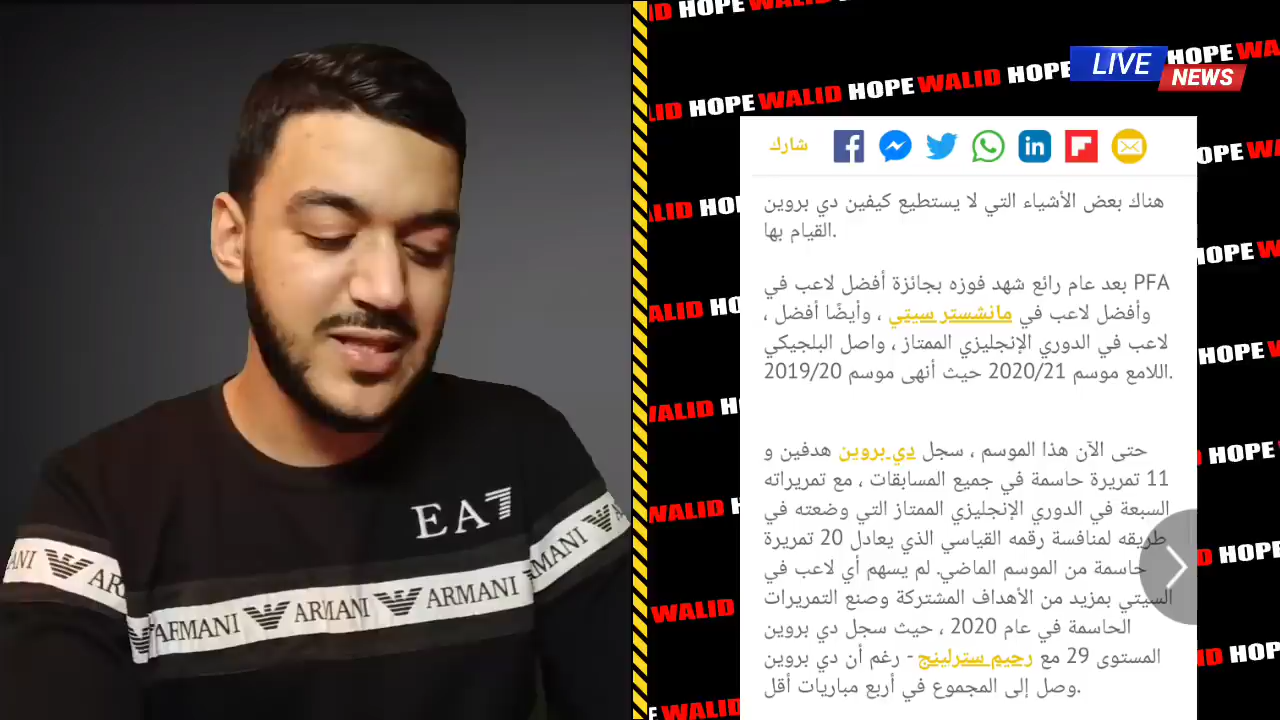 LIVE
NEWS
WALID HOPE WALID HOPE WALID
شارك
هناك بعض الأشياء التي لا يستطيع كيفين دي بروين
القيام بها.
PFA بعد عام رائع شهد فوزه بجائزة أفضل لاعب في
وأفضل لاعب في مانشستر سيتي ، وأيضًا أفضل ،
لاعب في الدوري الإنجليزي الممتاز ، واصل البلجيكي
اللامع موسم 2020/21 حيث أنهى موسم 2019/20.
حتى الآن هذا الموسم ، سجل دي بروين هدفين و
11 تمريرة حاسمة في جميع المسابقات ، مع تمريراته
السبعة في الدوري الإنجليزي الممتاز التي وضعته في
طريقه لمنافسة رقمه القياسي الذي يعادل 20 تمريرة
حاسمة من الموسم الماضي. لم يسهم أي لاعب في
السيتي بمزيد من الأهداف المشتركة وصنع التمريرات
الحاسمة في عام 2020 ، حيث سجل دي بروين
المستوى 29 مع رحيم سترلينج - رغم أن دي بروين
وصل إلى المجموع في أربع مباريات أقل.
EA7
ARMANI ARMANI ARMANI ARMANI